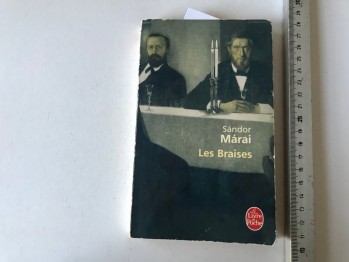 Sándor
Márai
Les Braises
Le Livre
de Poche